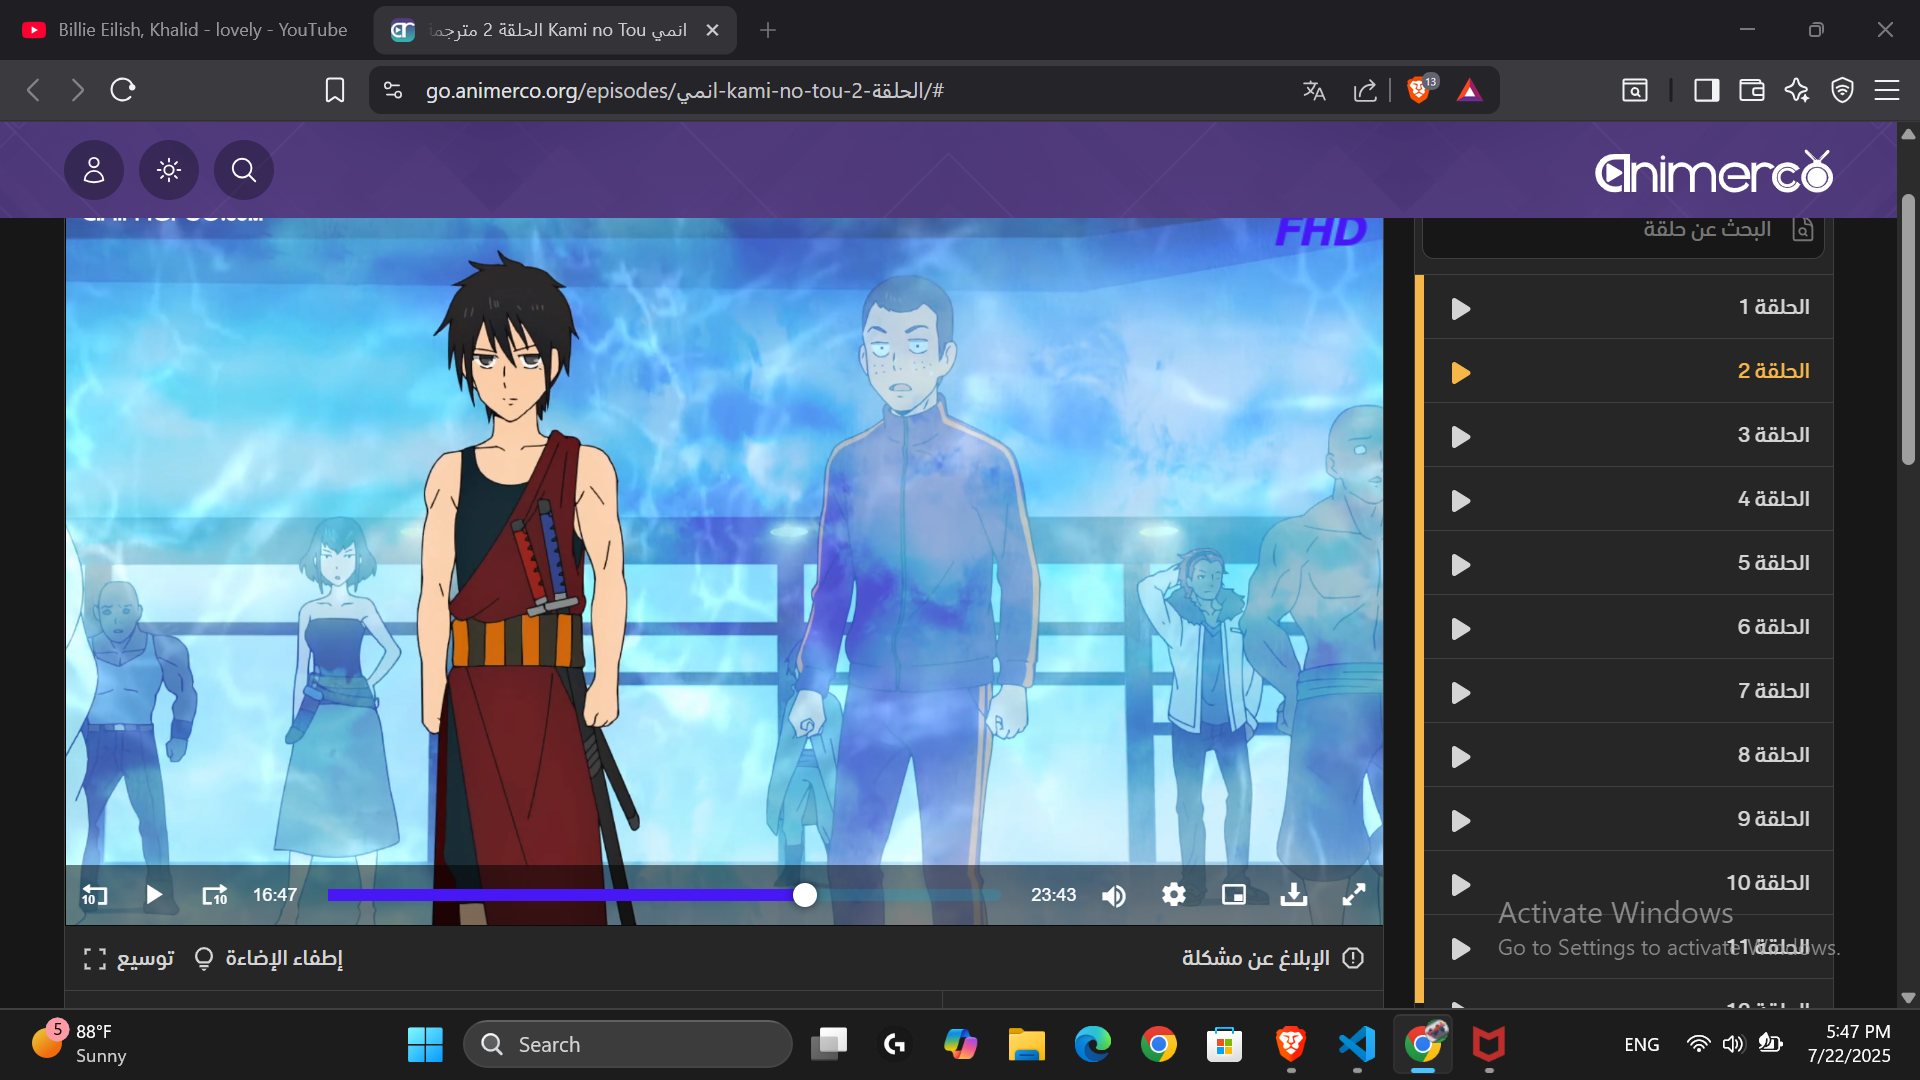 Billie Eilish, Khalid - lovely - YouTube
انمي Kami no Tou الحلقة 2 مترجمة
go.animerco.org/episodes/انمي-kami-no-tou-الحلقة-2/#
13
animerco
FHD
البحث عن حلقة
الحلقة 1
الحلقة 2
الحلقة 3
الحلقة 4
الحلقة 5
الحلقة 6
الحلقة 7
الحلقة 8
الحلقة 9
الحلقة 10
الحلقة 11
Activate Windows
Go to Settings to activate Windows.
10
10
16:47
23:43
توسيع
إطفاء الإضاءة
الإبلاغ عن مشكلة
5
88°F
Sunny
Search
ENG
5:47 PM
7/22/2025